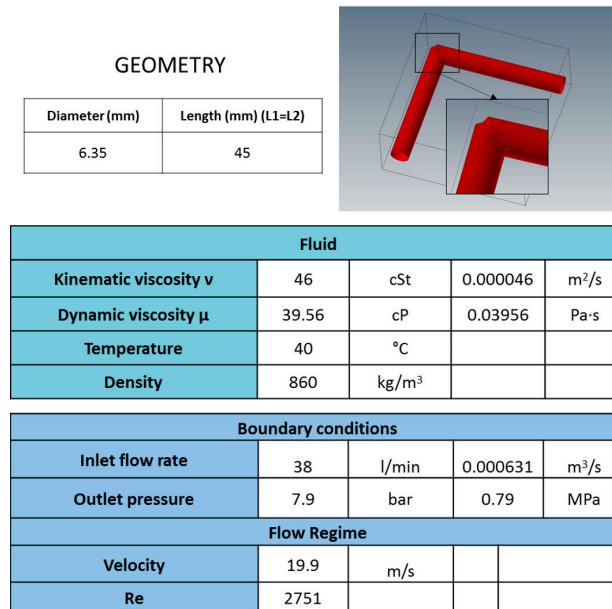 GEOMETRY
Diameter (mm) Length (mm) (L1=L2)
6.35 45
Fluid
Kinematic viscosity ν 46 cSt 0.000046 m²/s
Dynamic viscosity μ 39.56 cP 0.03956 Pa·s
Temperature 40 °C
Density 860 kg/m³
Boundary conditions
Inlet flow rate 38 l/min 0.000631 m³/s
Outlet pressure 7.9 bar 0.79 MPa
Flow Regime
Velocity 19.9 m/s
Re 2751